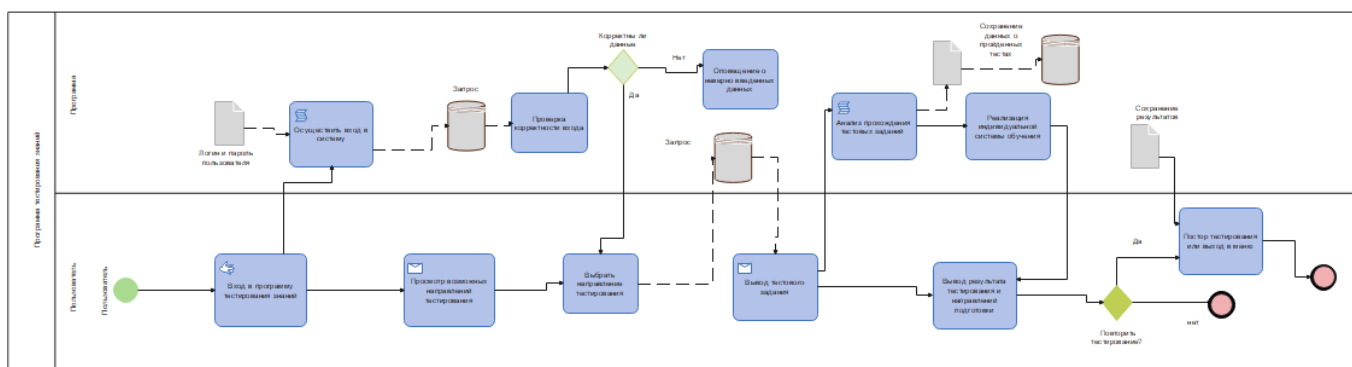 Программа тестирования знаний
Программа
Пользователь
Пользователь
Логин и пароль
пользователя
Осуществить вход в
систему
Запрос
Проверка
корректности входа
Корректны ли
данные
Нет
Да
Оповещение о
неверно введенных
данных
Запрос
Анализ прохождения
тестовых заданий
Сохранение
данных о
пройденных
тестах
Реализация
индивидуальной
системы обучения
Сохранение
результатов
Вход в программу
тестирования знаний
Просмотр возможных
направлений
тестирования
Выбрать
направление
тестирования
Вывод тестового
задания
Вывод результата
тестирования и
направлений
подготовки
Повторить
тестирование?
Да
нет
Постор тестирования
или выход в меню